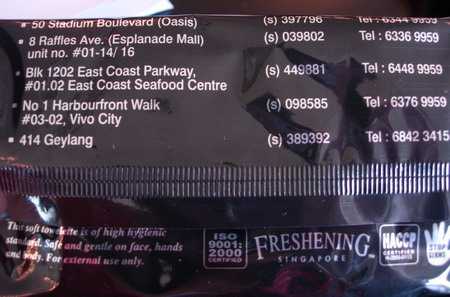 50 Stadium Boulevard (Oasis) (s) 397796 Tel : 6344 9959
8 Raffles Ave. (Esplanade Mall) (s) 039802 Tel : 6336 9959
unit no. #01-14/ 16
Blk 1202 East Coast Parkway, (s) 449881 Tel : 6448 9959
#01.02 East Coast Seafood Centre
No 1 Harbourfront Walk (s) 098585 Tel : 6376 9959
#03-02, Vivo City
414 Geylang (s) 389392 Tel : 6842 3415
This soft towelette is of high hygienic
standard. Safe and gentle on face, hands
and body. For external use only.
ISO
9001:
2000
CERTIFIED
FRESHENING™
SINGAPORE
HACCP
CERTIFIED
STOP
GERMS